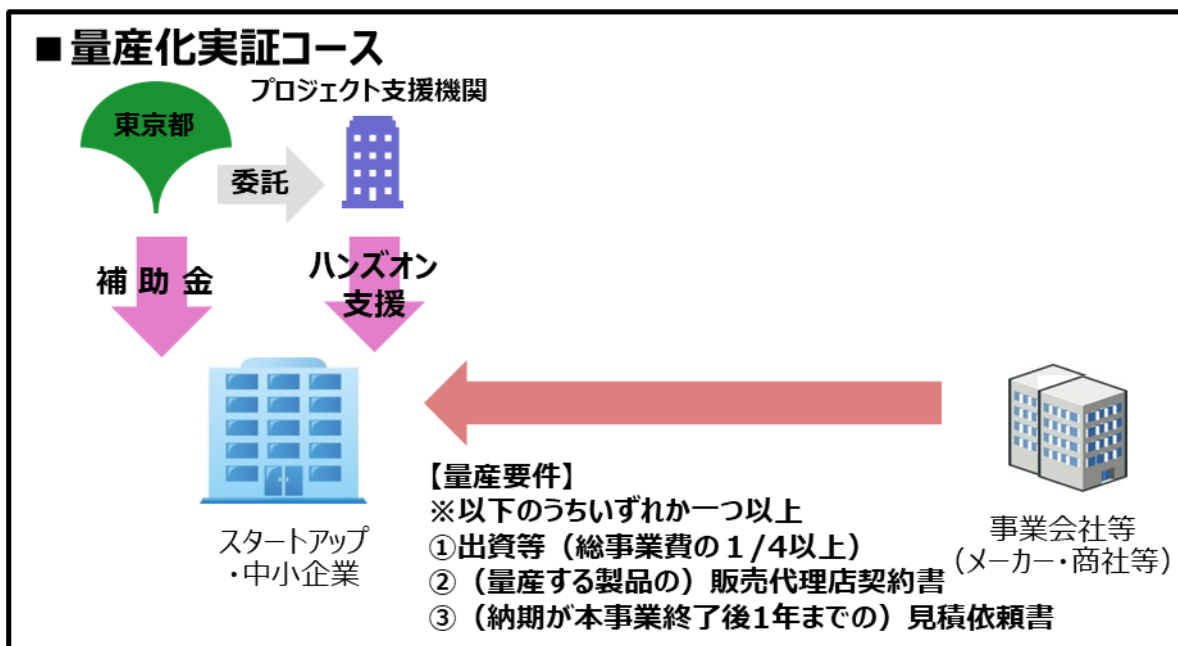 ■量産化実証コース
プロジェクト支援機関
東京都
委託
補助金
ハンズオン
支援
スタートアップ
・中小企業
【量産要件】
※以下のうちいずれか一つ以上
①出資等（総事業費の１/4以上）
②（量産する製品の）販売代理店契約書
③（納期が本事業終了後1年までの）見積依頼書
事業会社等
（メーカー・商社等）